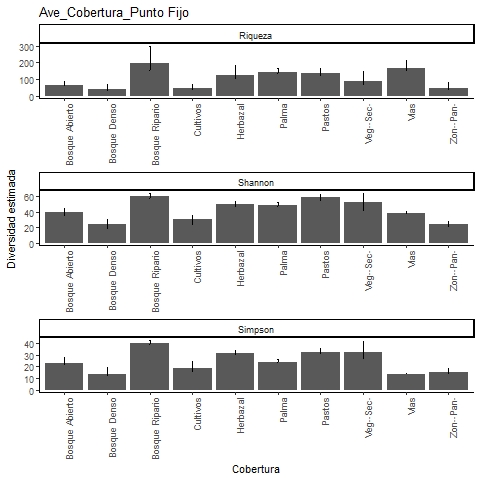 Ave_Cobertura_Punto Fijo
Riqueza
300
200
100
0
Bosque Abierto
Bosque Denso
Bosque Ripario
Cultivos
Herbazal
Palma
Pastos
Veg-Sec-
Vias
Zon-Pan-
Diversidad estimada
Shannon
60
40
20
0
Bosque Abierto
Bosque Denso
Bosque Ripario
Cultivos
Herbazal
Palma
Pastos
Veg-Sec-
Vias
Zon-Pan-
Simpson
40
30
20
10
0
Bosque Abierto
Bosque Denso
Bosque Ripario
Cultivos
Herbazal
Palma
Pastos
Veg-Sec-
Vias
Zon-Pan-
Cobertura